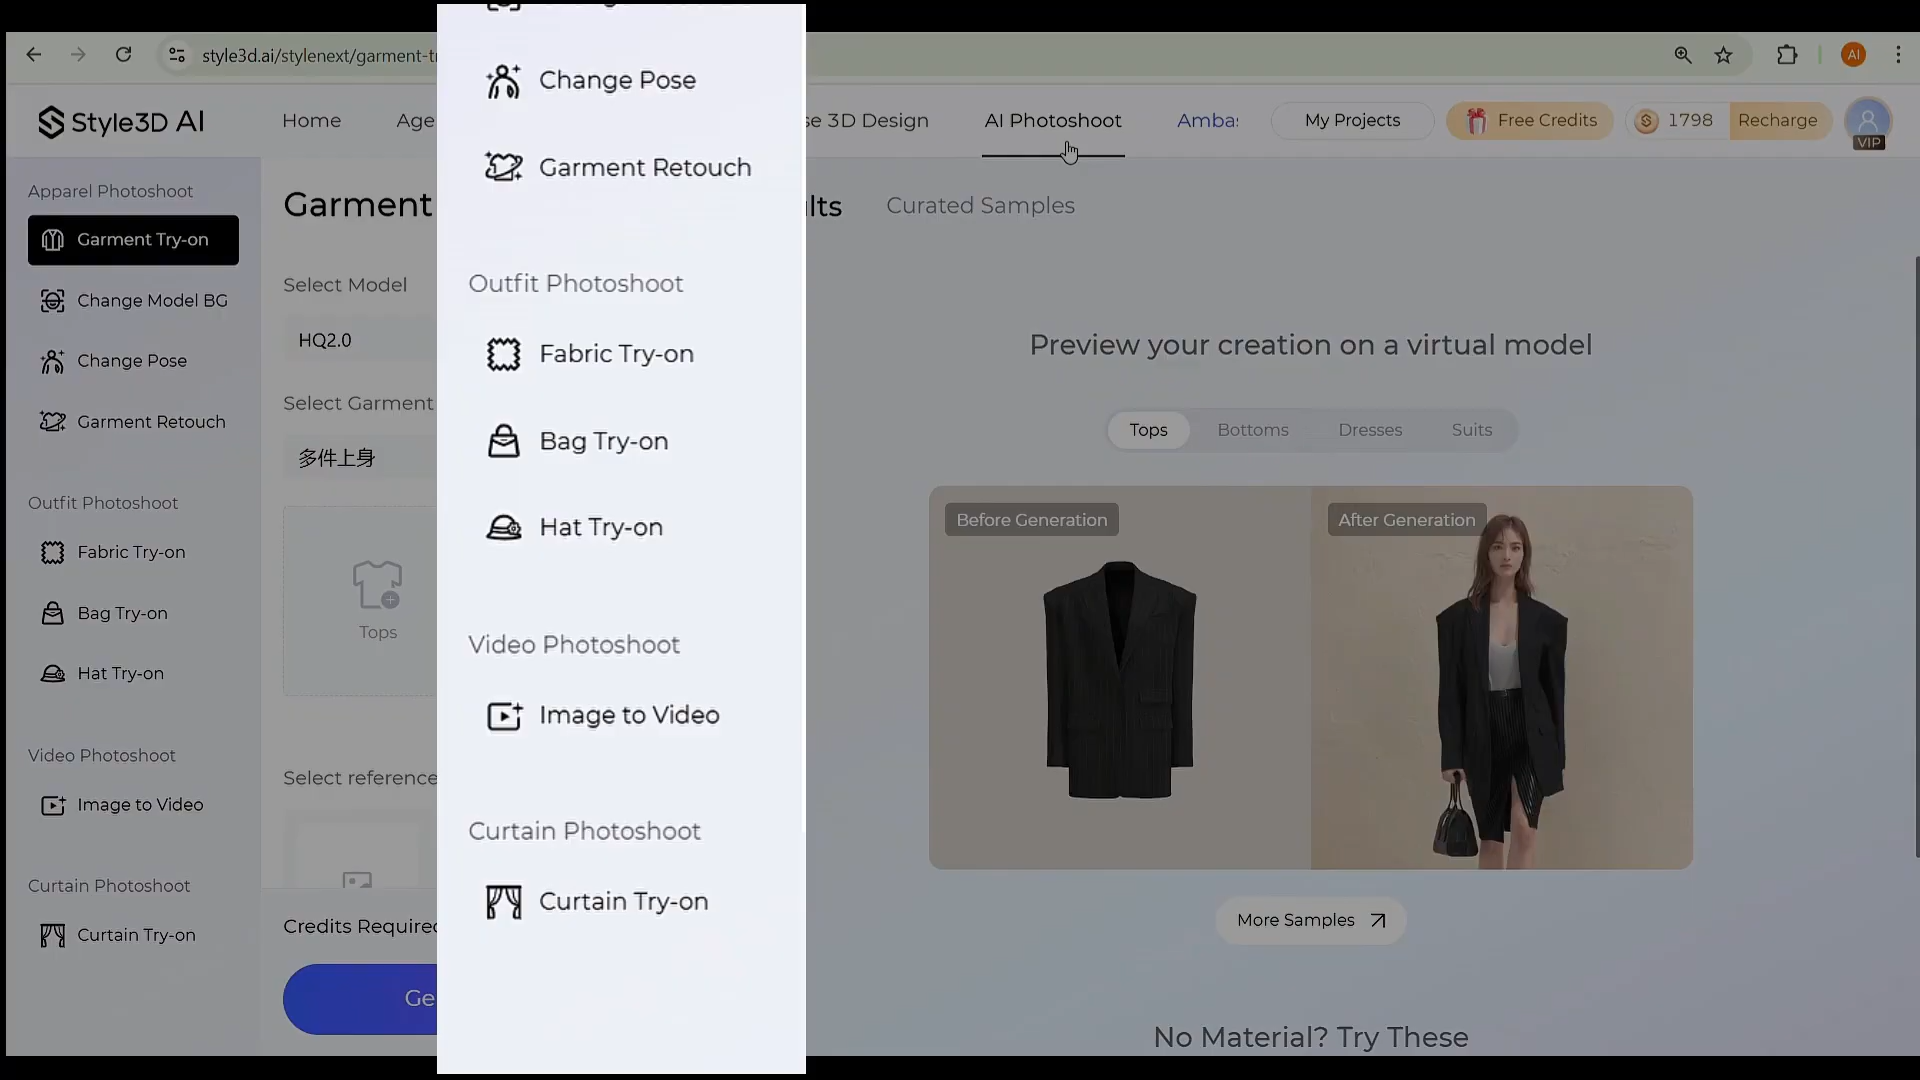 style3d.ai/stylenext/garment-t
AI
Style3D AI
Home
Age
se 3D Design
AI Photoshoot
Ambas
My Projects
Free Credits
1798
Recharge
VIP
Apparel Photoshoot
Garment Try-on
Change Model BG
Change Pose
Garment Retouch
Outfit Photoshoot
Fabric Try-on
Bag Try-on
Hat Try-on
Video Photoshoot
Image to Video
Curtain Photoshoot
Curtain Try-on
Garment
Select Model
HQ2.0
Select Garment
多件上身
Tops
Select reference
Credits Required
Ge
Change Pose
Garment Retouch
Outfit Photoshoot
Fabric Try-on
Bag Try-on
Hat Try-on
Video Photoshoot
Image to Video
Curtain Photoshoot
Curtain Try-on
lts
Curated Samples
Preview your creation on a virtual model
Tops
Bottoms
Dresses
Suits
Before Generation
After Generation
More Samples
No Material? Try These